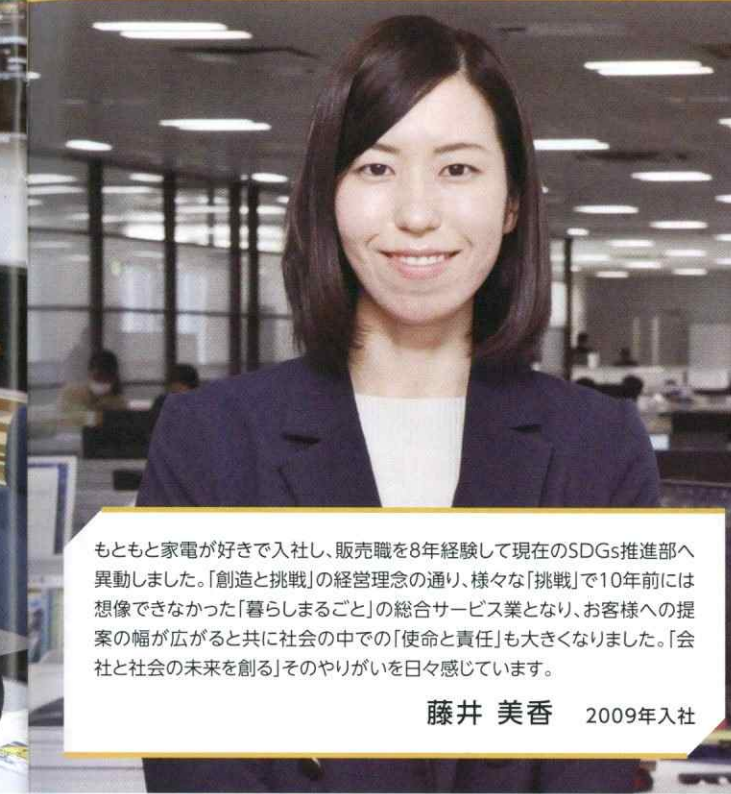 もともと家電が好きで入社し、販売職を8年経験して現在のSDGs推進部へ
異動しました。「創造と挑戦」の経営理念の通り、様々な「挑戦」で10年前には
想像できなかった「暮らしまるごと」の総合サービス業となり、お客様への提
案の幅が広がると共に社会の中での「使命と責任」も大きくなりました。「会
社と社会の未来を創る」そのやりがいを日々感じています。
藤井 美香 2009年入社